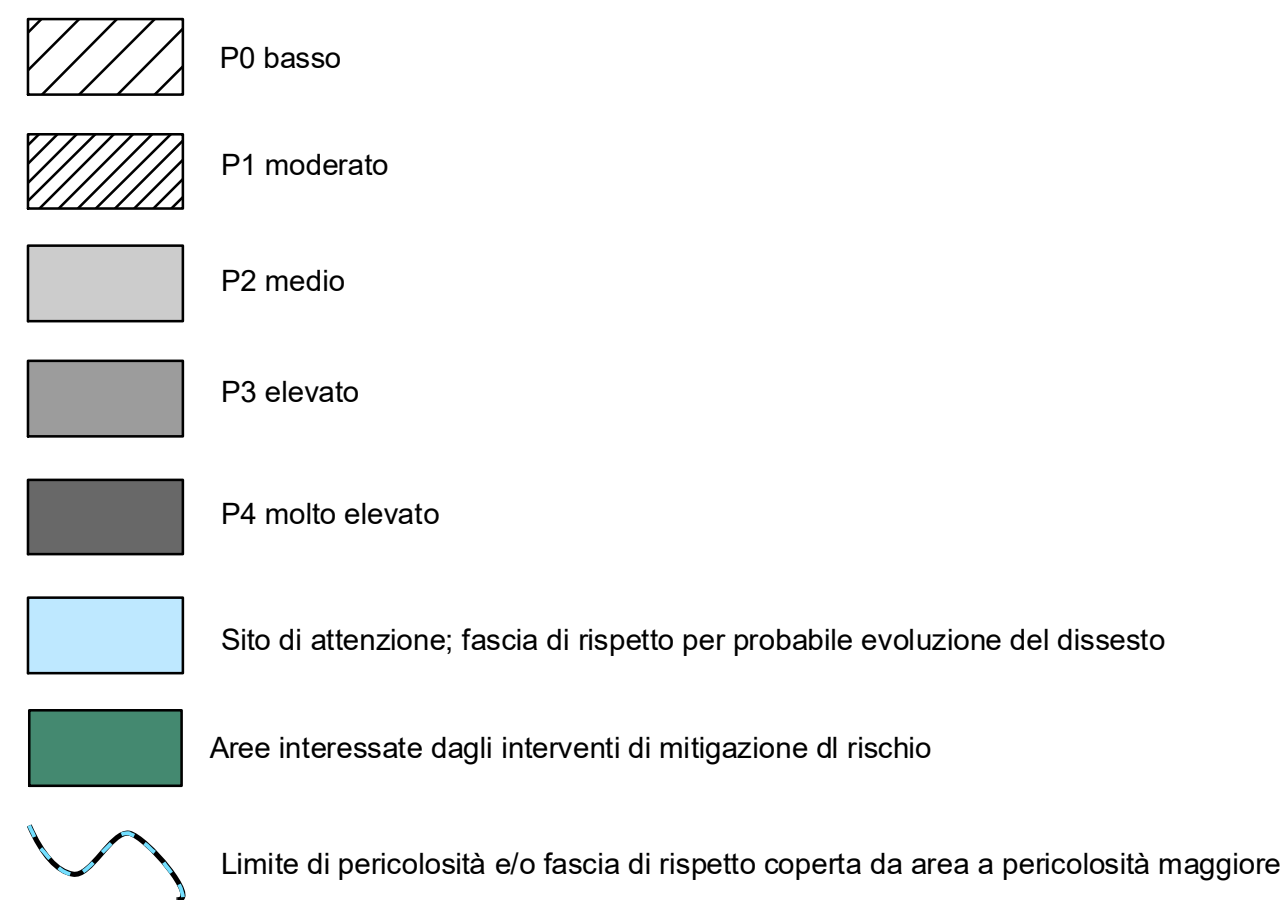 P0 basso
P1 moderato
P2 medio
P3 elevato
P4 molto elevato
Sito di attenzione; fascia di rispetto per probabile evoluzione del dissesto
Aree interessate dagli interventi di mitigazione dl rischio
Limite di pericolosità e/o fascia di rispetto coperta da area a pericolosità maggiore